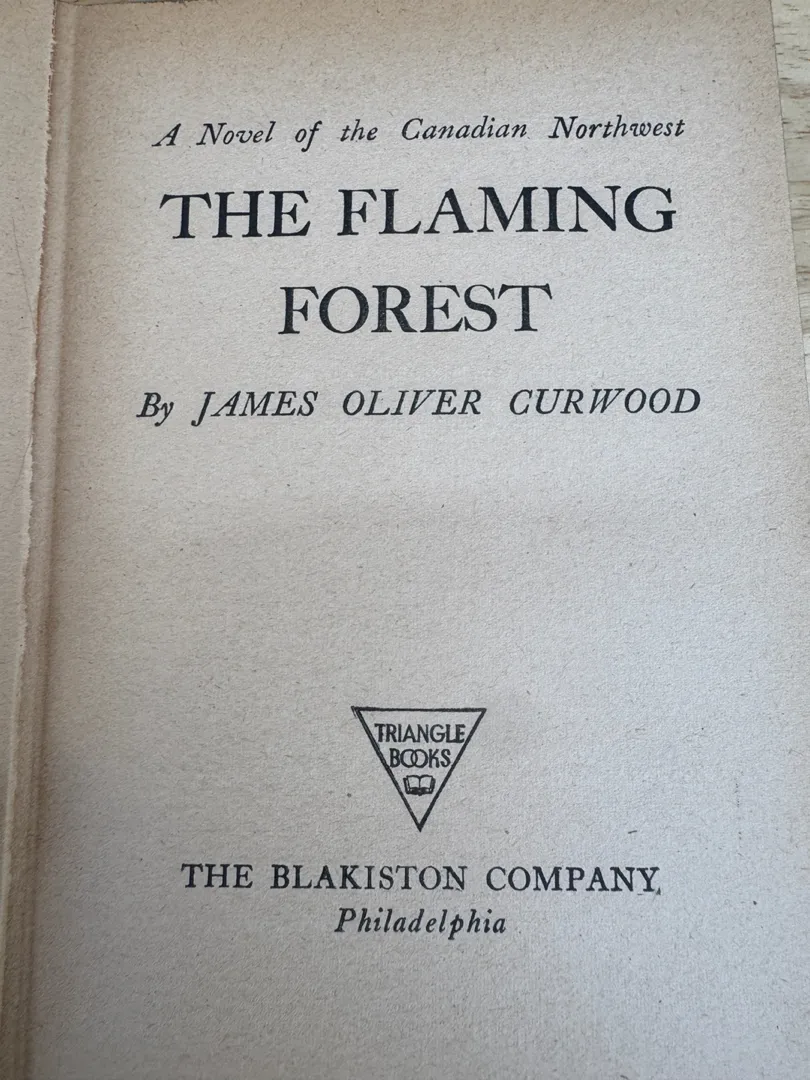 A Novel of the Canadian Northwest
THE FLAMING
FOREST
By JAMES OLIVER CURWOOD
TRIANGLE
BOOKS
THE BLAKISTON COMPANY,
Philadelphia